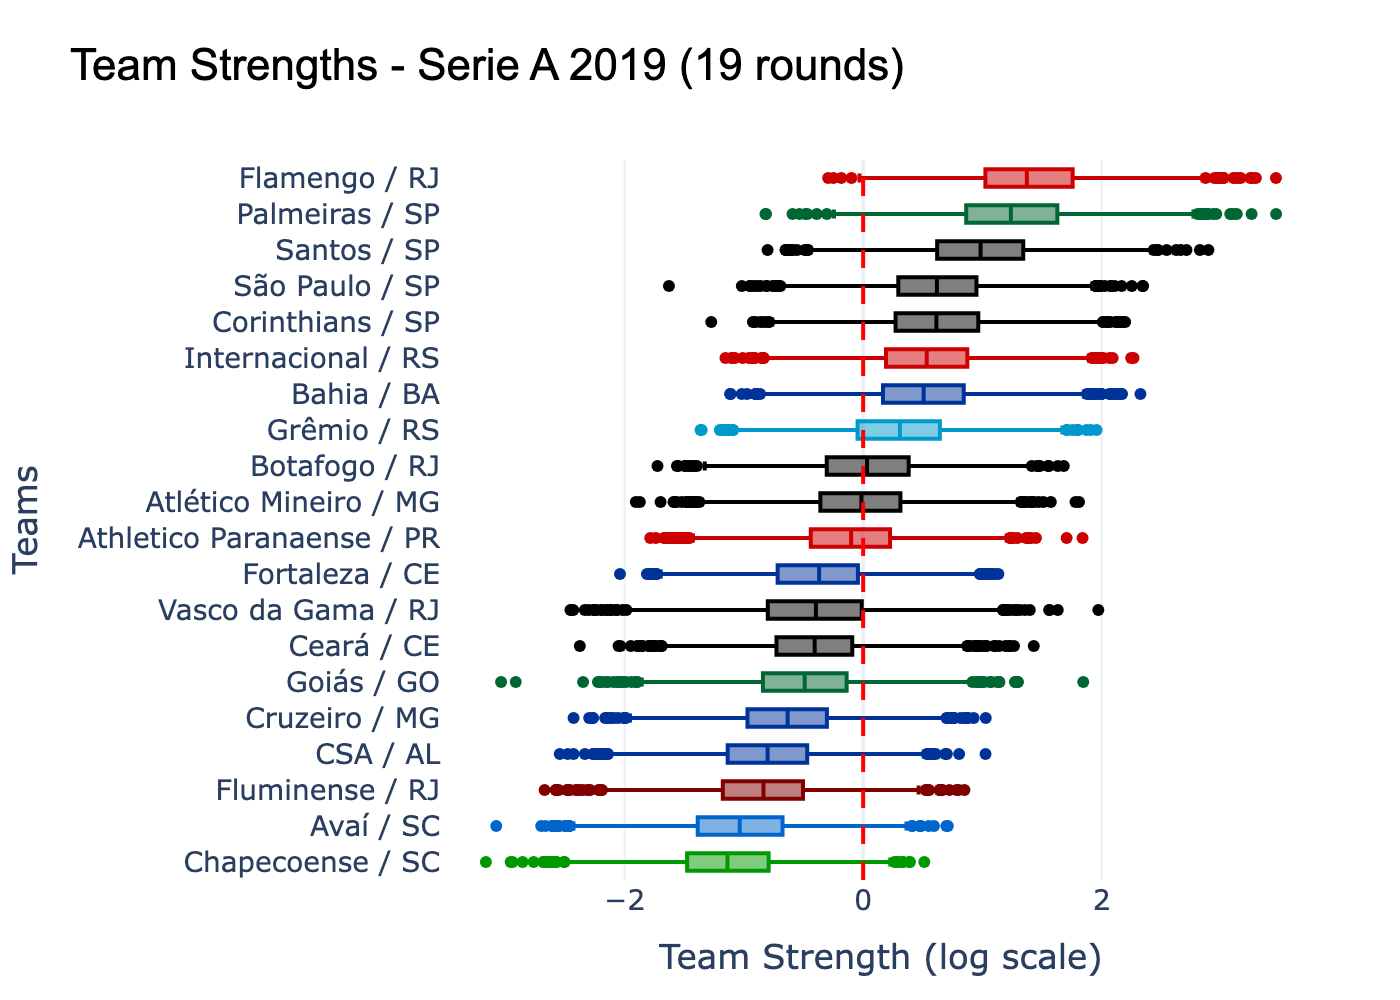 Team Strengths - Serie A 2019 (19 rounds)
Teams
Flamengo / RJ
Palmeiras / SP
Santos / SP
São Paulo / SP
Corinthians / SP
Internacional / RS
Bahia / BA
Grêmio / RS
Botafogo / RJ
Atlético Mineiro / MG
Athletico Paranaense / PR
Fortaleza / CE
Vasco da Gama / RJ
Ceará / CE
Goiás / GO
Cruzeiro / MG
CSA / AL
Fluminense / RJ
Avaí / SC
Chapecoense / SC
−2 0 2
Team Strength (log scale)